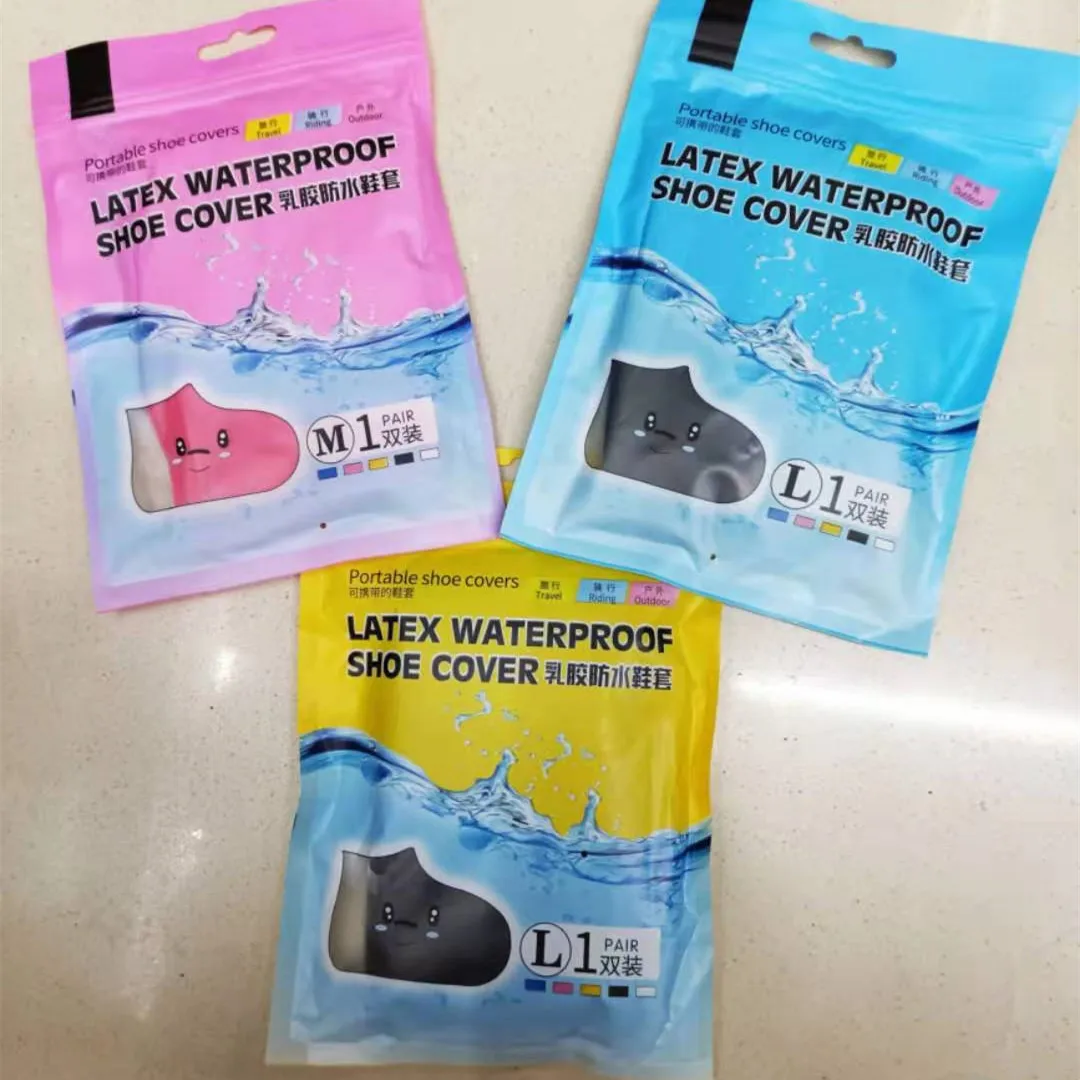 Portable shoe covers
可携带的鞋套
旅行
Travel
骑行
Riding
户外
Outdoor
LATEX WATERPROOF
SHOE COVER 乳胶防水鞋套
M 1 PAIR
双装
Portable shoe covers
可携带的鞋套
旅行
Travel
骑行
Riding
户外
Outdoor
LATEX WATERPROOF
SHOE COVER 乳胶防水鞋套
L 1 PAIR
双装
Portable shoe covers
可携带的鞋套
旅行
Travel
骑行
Riding
户外
Outdoor
LATEX WATERPROOF
SHOE COVER 乳胶防水鞋套
L 1 PAIR
双装